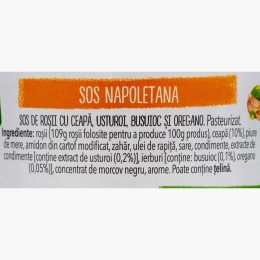 SOS NAPOLETANA
SOS DE ROȘII CU CEAPĂ, USTUROI, BUSUIOC ȘI OREGANO. Pasteurizat.
Ingrediente: roșii (109g roșii folosite pentru a produce 100g produs), ceapă (10%), piure
de mere, amidon din cartof modificat, zahăr, ulei de rapiță, sare, condimente, extracte de
condimente [conține extract de usturoi (0,2%)], ierburi [conține: busuioc (0,1%), oregano
(0,05%)], concentrat de morcov negru, arome. Poate conține țelină.